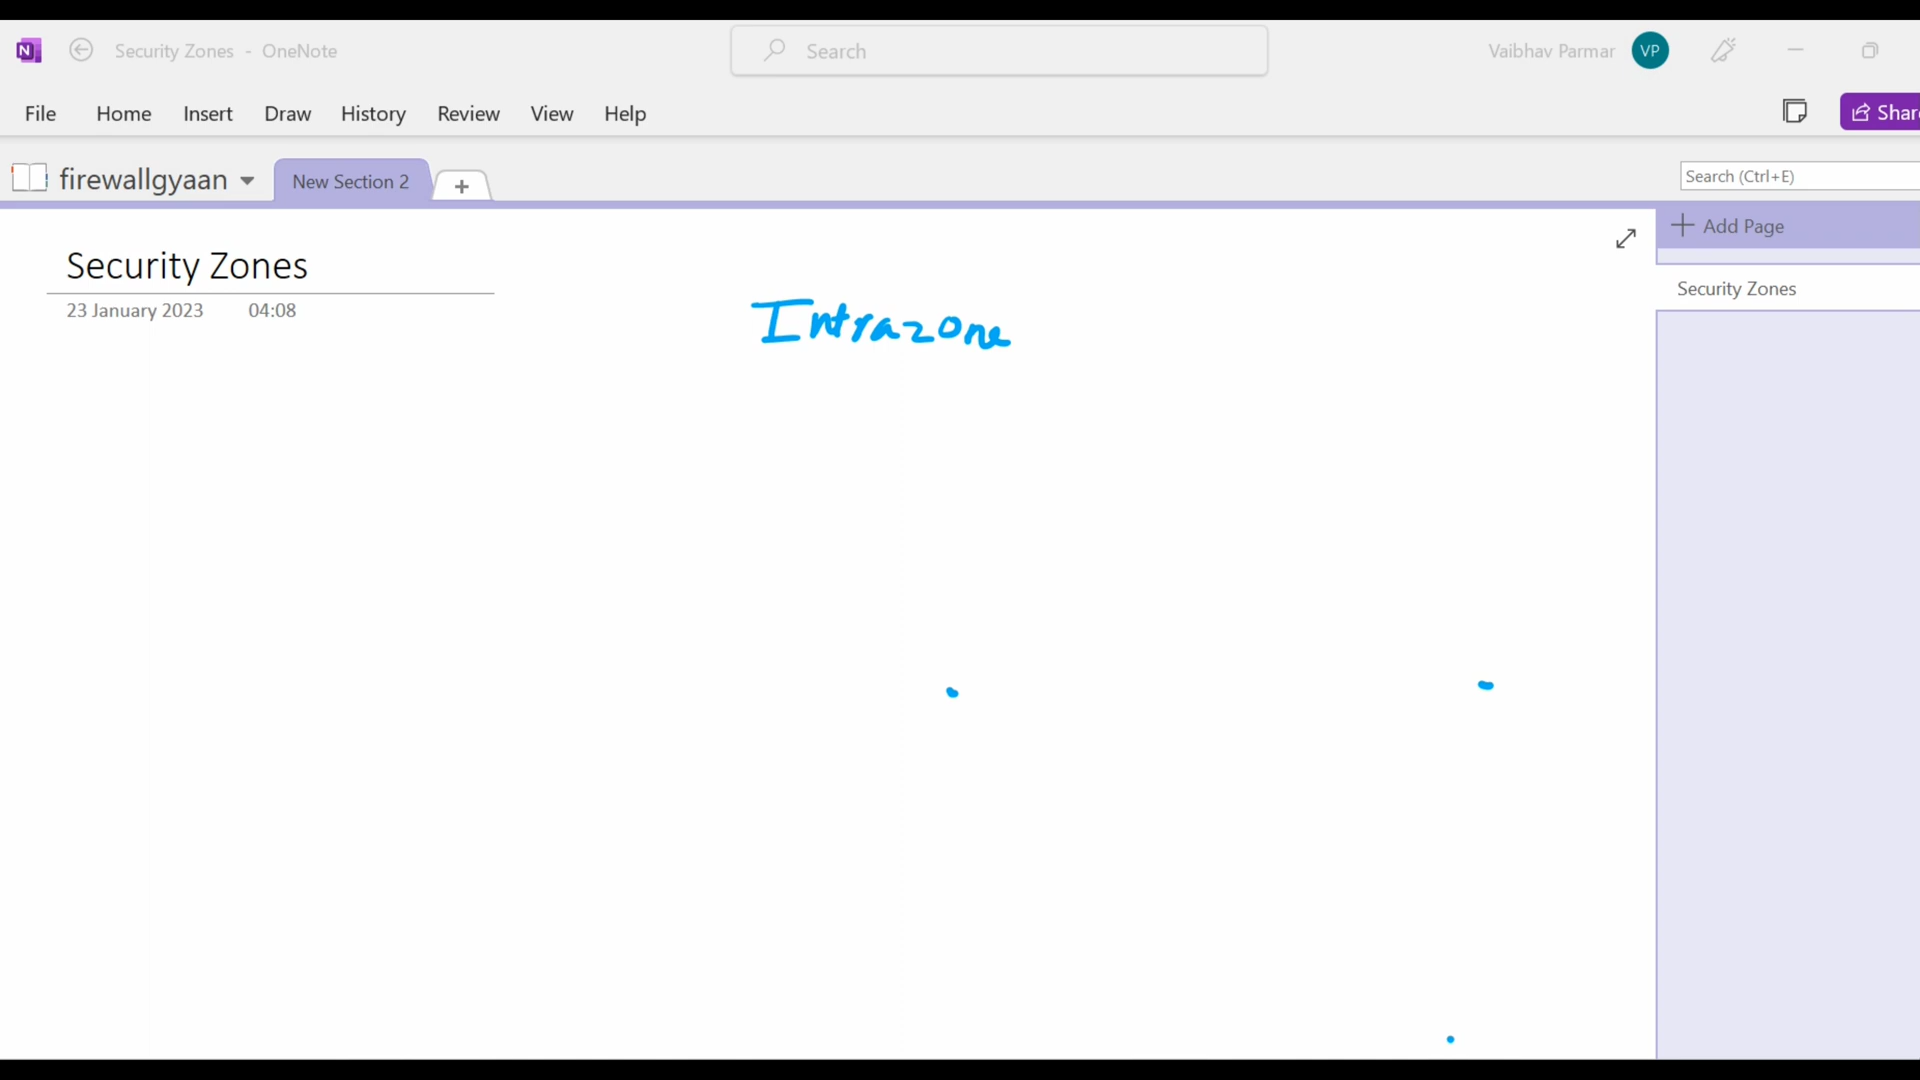 Security Zones - OneNote
Search
Vaibhav Parmar
VP
File Home Insert Draw History Review View Help
firewallgyaan
New Section 2
Search (Ctrl+E)
Add Page
Security Zones
Security Zones
23 January 2023 04:08
Intrazone